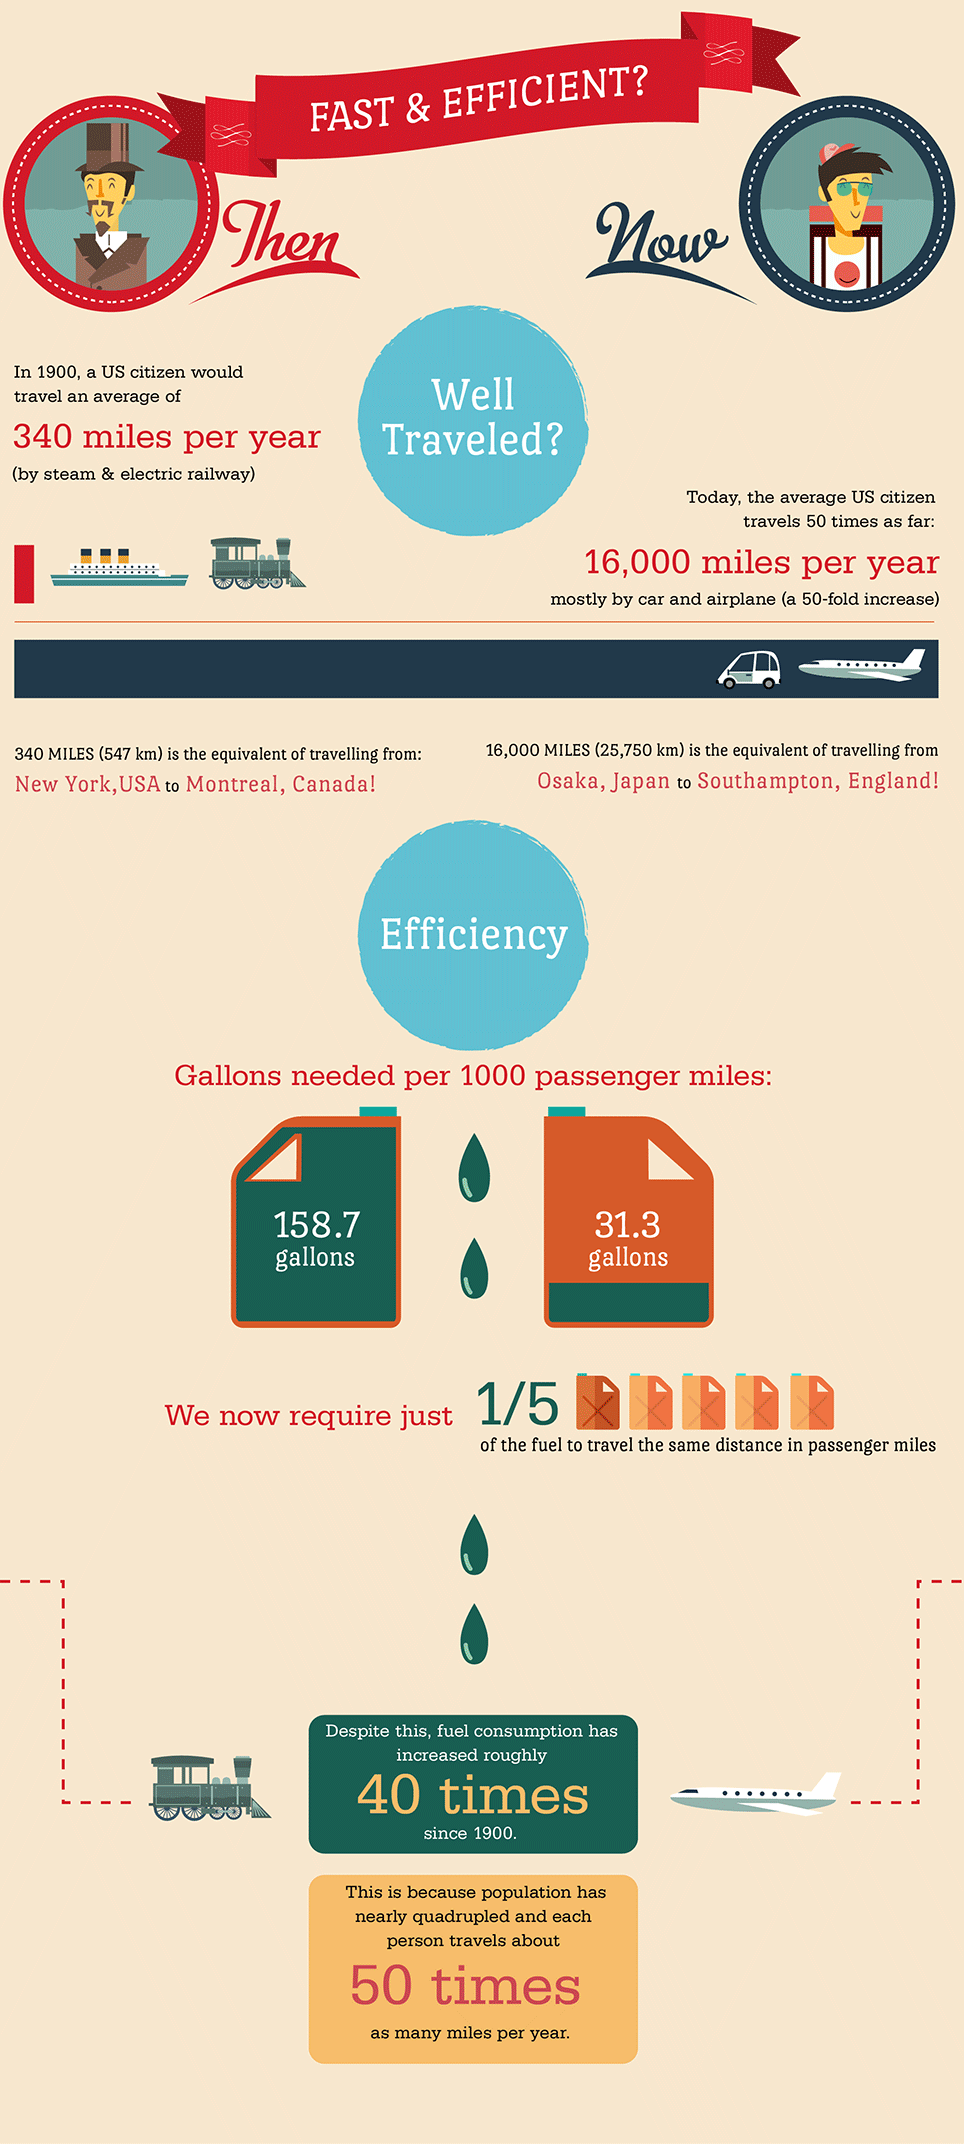 FAST & EFFICIENT?
Then
Now
Well
Traveled?
In 1900, a US citizen would
travel an average of
340 miles per year
(by steam & electric railway)
Today, the average US citizen
travels 50 times as far:
16,000 miles per year
mostly by car and airplane (a 50-fold increase)
340 MILES (547 km) is the equivalent of travelling from:
New York,USA to Montreal, Canada!
16,000 MILES (25,750 km) is the equivalent of travelling from
Osaka, Japan to Southampton, England!
Efficiency
Gallons needed per 1000 passenger miles:
158.7
gallons
31.3
gallons
We now require just 1/5
of the fuel to travel the same distance in passenger miles
Despite this, fuel consumption has
increased roughly
40 times
since 1900.
This is because population has
nearly quadrupled and each
person travels about
50 times
as many miles per year.